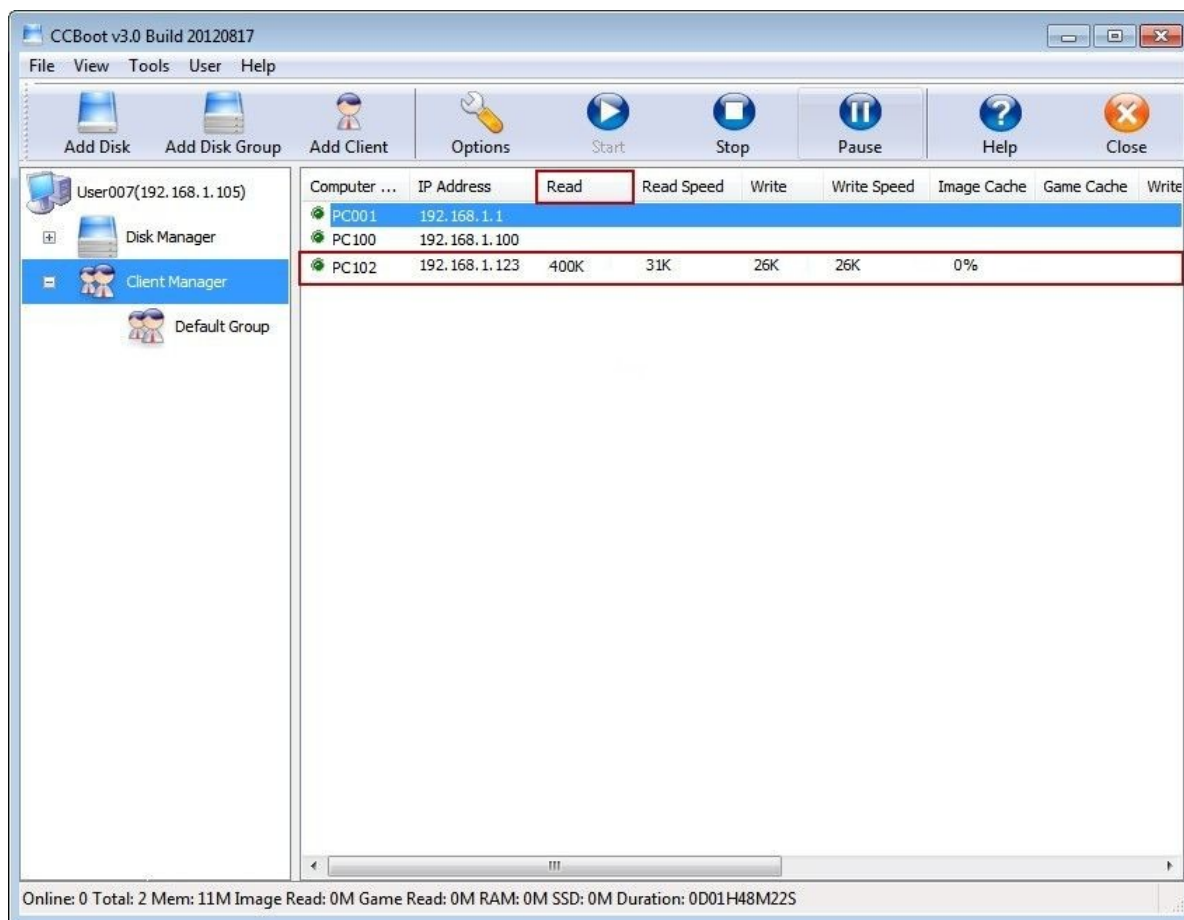 CCBoot v3.0 Build 20120817
File View Tools User Help
Add Disk Add Disk Group Add Client Options Start Stop Pause Help Close
User007(192.168.1.105)
Disk Manager
Client Manager
Default Group
Computer ... IP Address Read Read Speed Write Write Speed Image Cache Game Cache Write
PC001 192.168.1.1
PC100 192.168.1.100
PC102 192.168.1.123 400K 31K 26K 26K 0%
Online: 0 Total: 2 Mem: 11M Image Read: 0M Game Read: 0M RAM: 0M SSD: 0M Duration: 0D01H48M22S